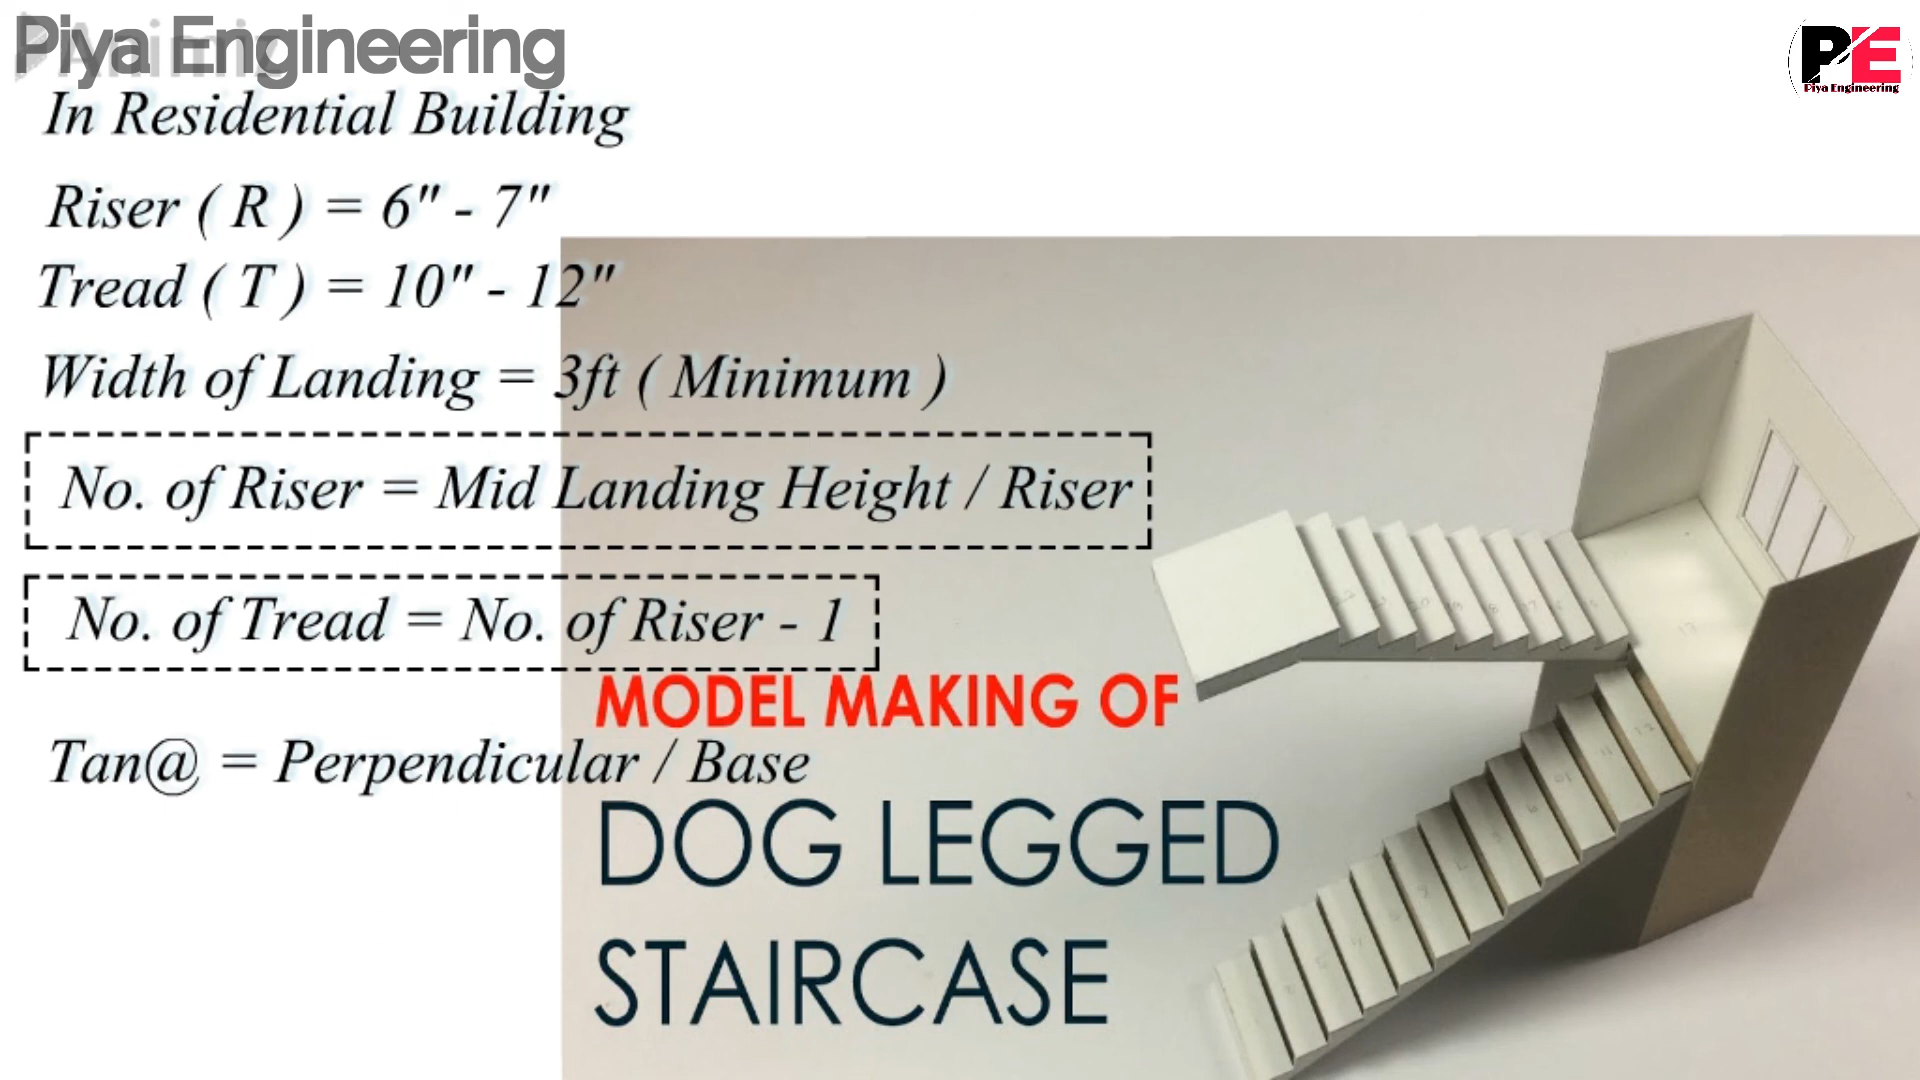 Piya Engineering
PE
Piya Engineering
In Residential Building
Riser ( R ) = 6" - 7"
Tread ( T ) = 10" - 12"
Width of Landing = 3ft ( Minimum )
No. of Riser = Mid Landing Height / Riser
No. of Tread = No. of Riser - 1
MODEL MAKING OF
Tan@ = Perpendicular / Base
DOG LEGGED
STAIRCASE